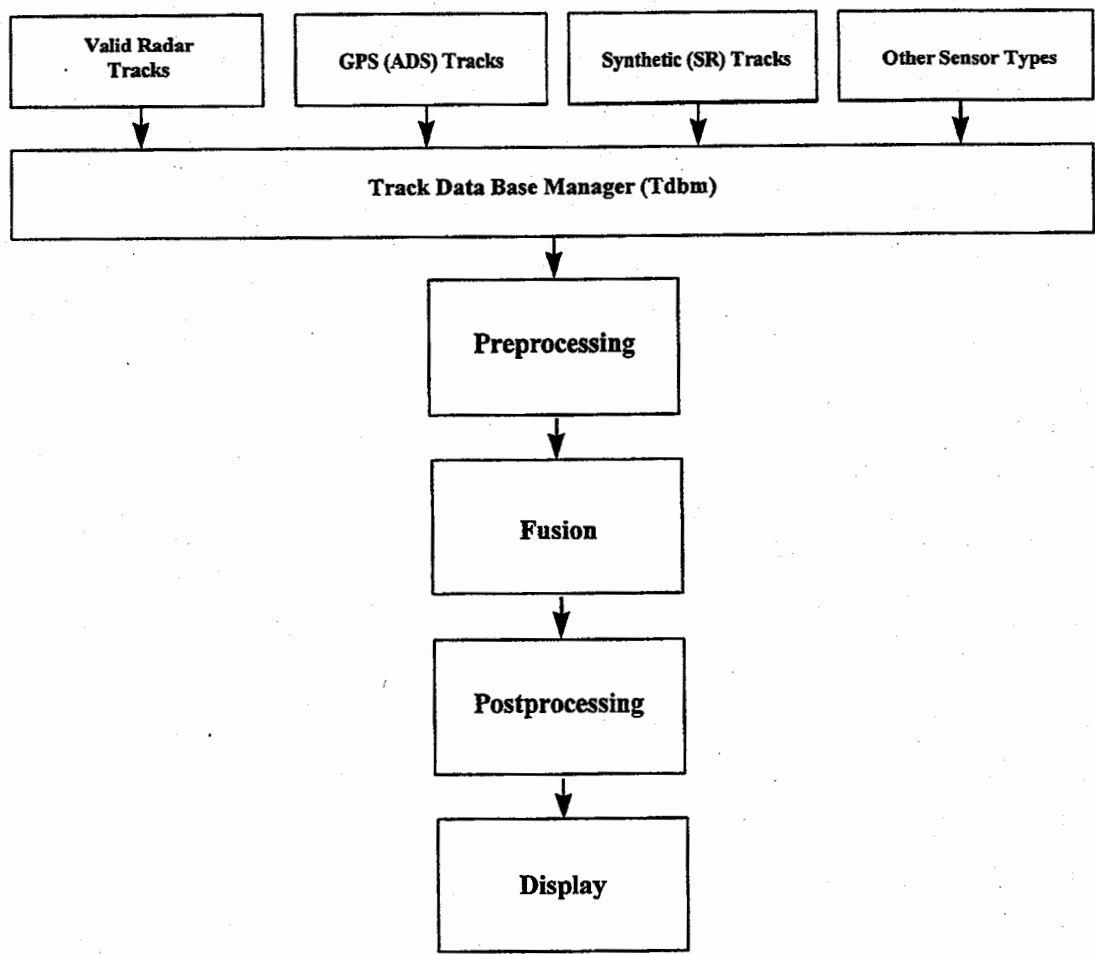 Valid Radar
Tracks
GPS (ADS) Tracks
Synthetic (SR) Tracks
Other Sensor Types
Track Data Base Manager (Tdbm)
Preprocessing
Fusion
Postprocessing
Display